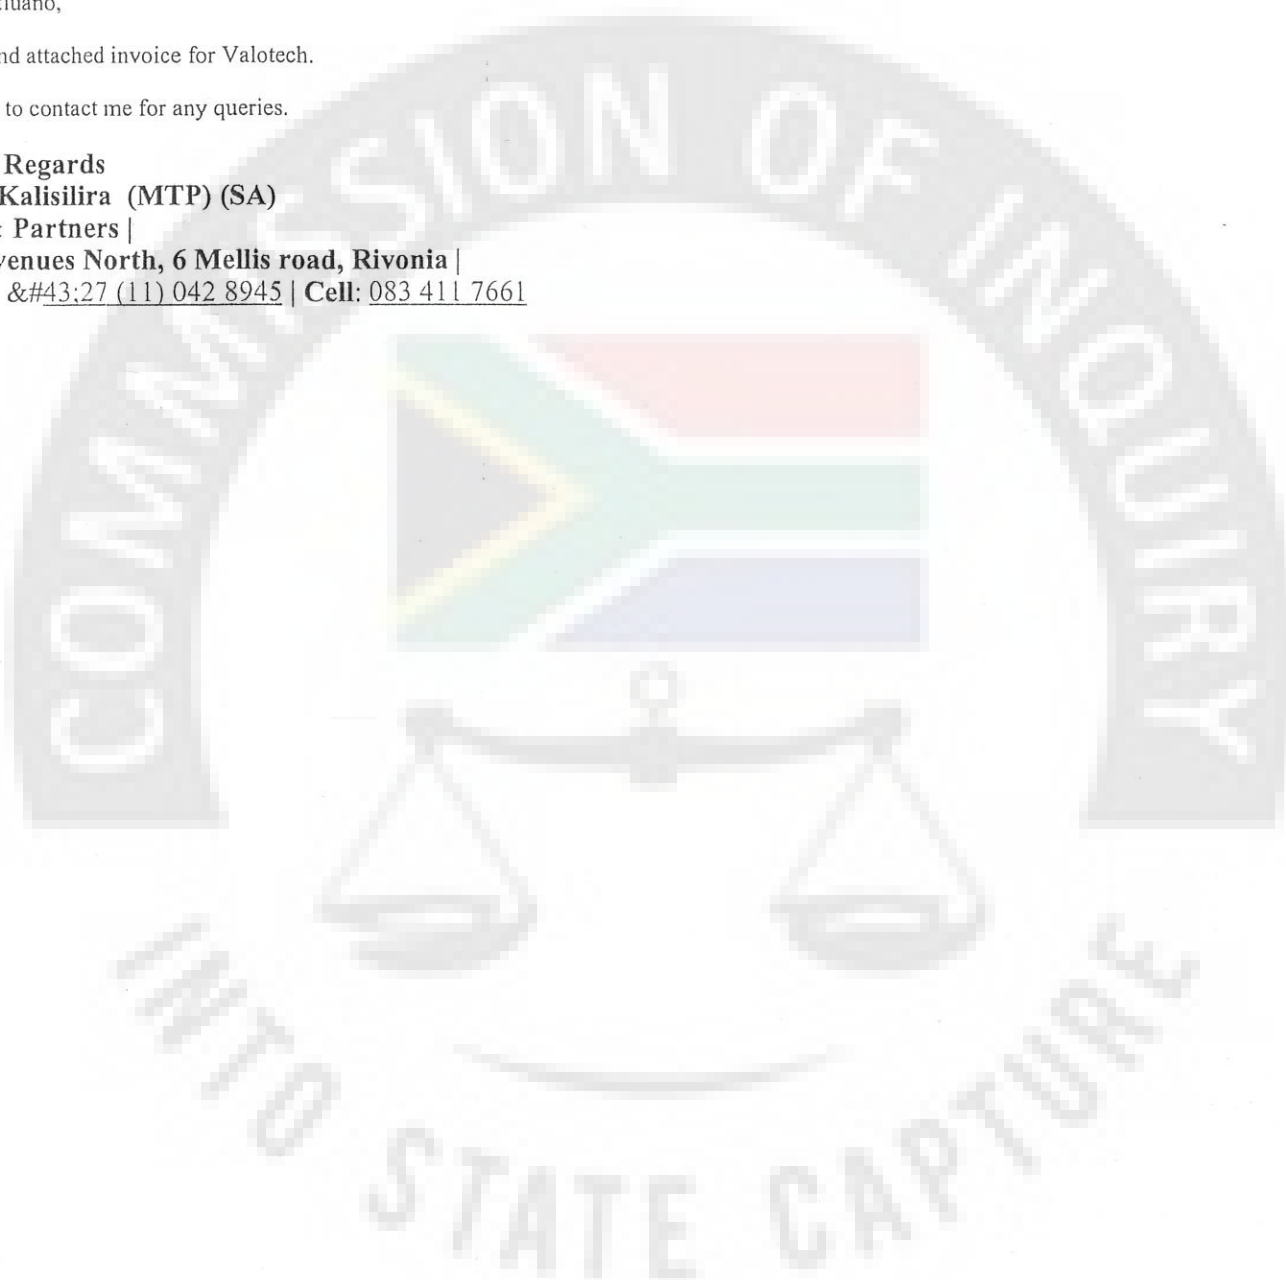 nd attached invoice for Valotech.
to contact me for any queries.
Regards
Kalisilira (MTP) (SA)
Partners |
venues North, 6 Mellis road, Rivonia |
&#43;27 (11) 042 8945 | Cell: 083 411 7661
COMMISSION OF INQUIRY
INTO STATE CAPTURE